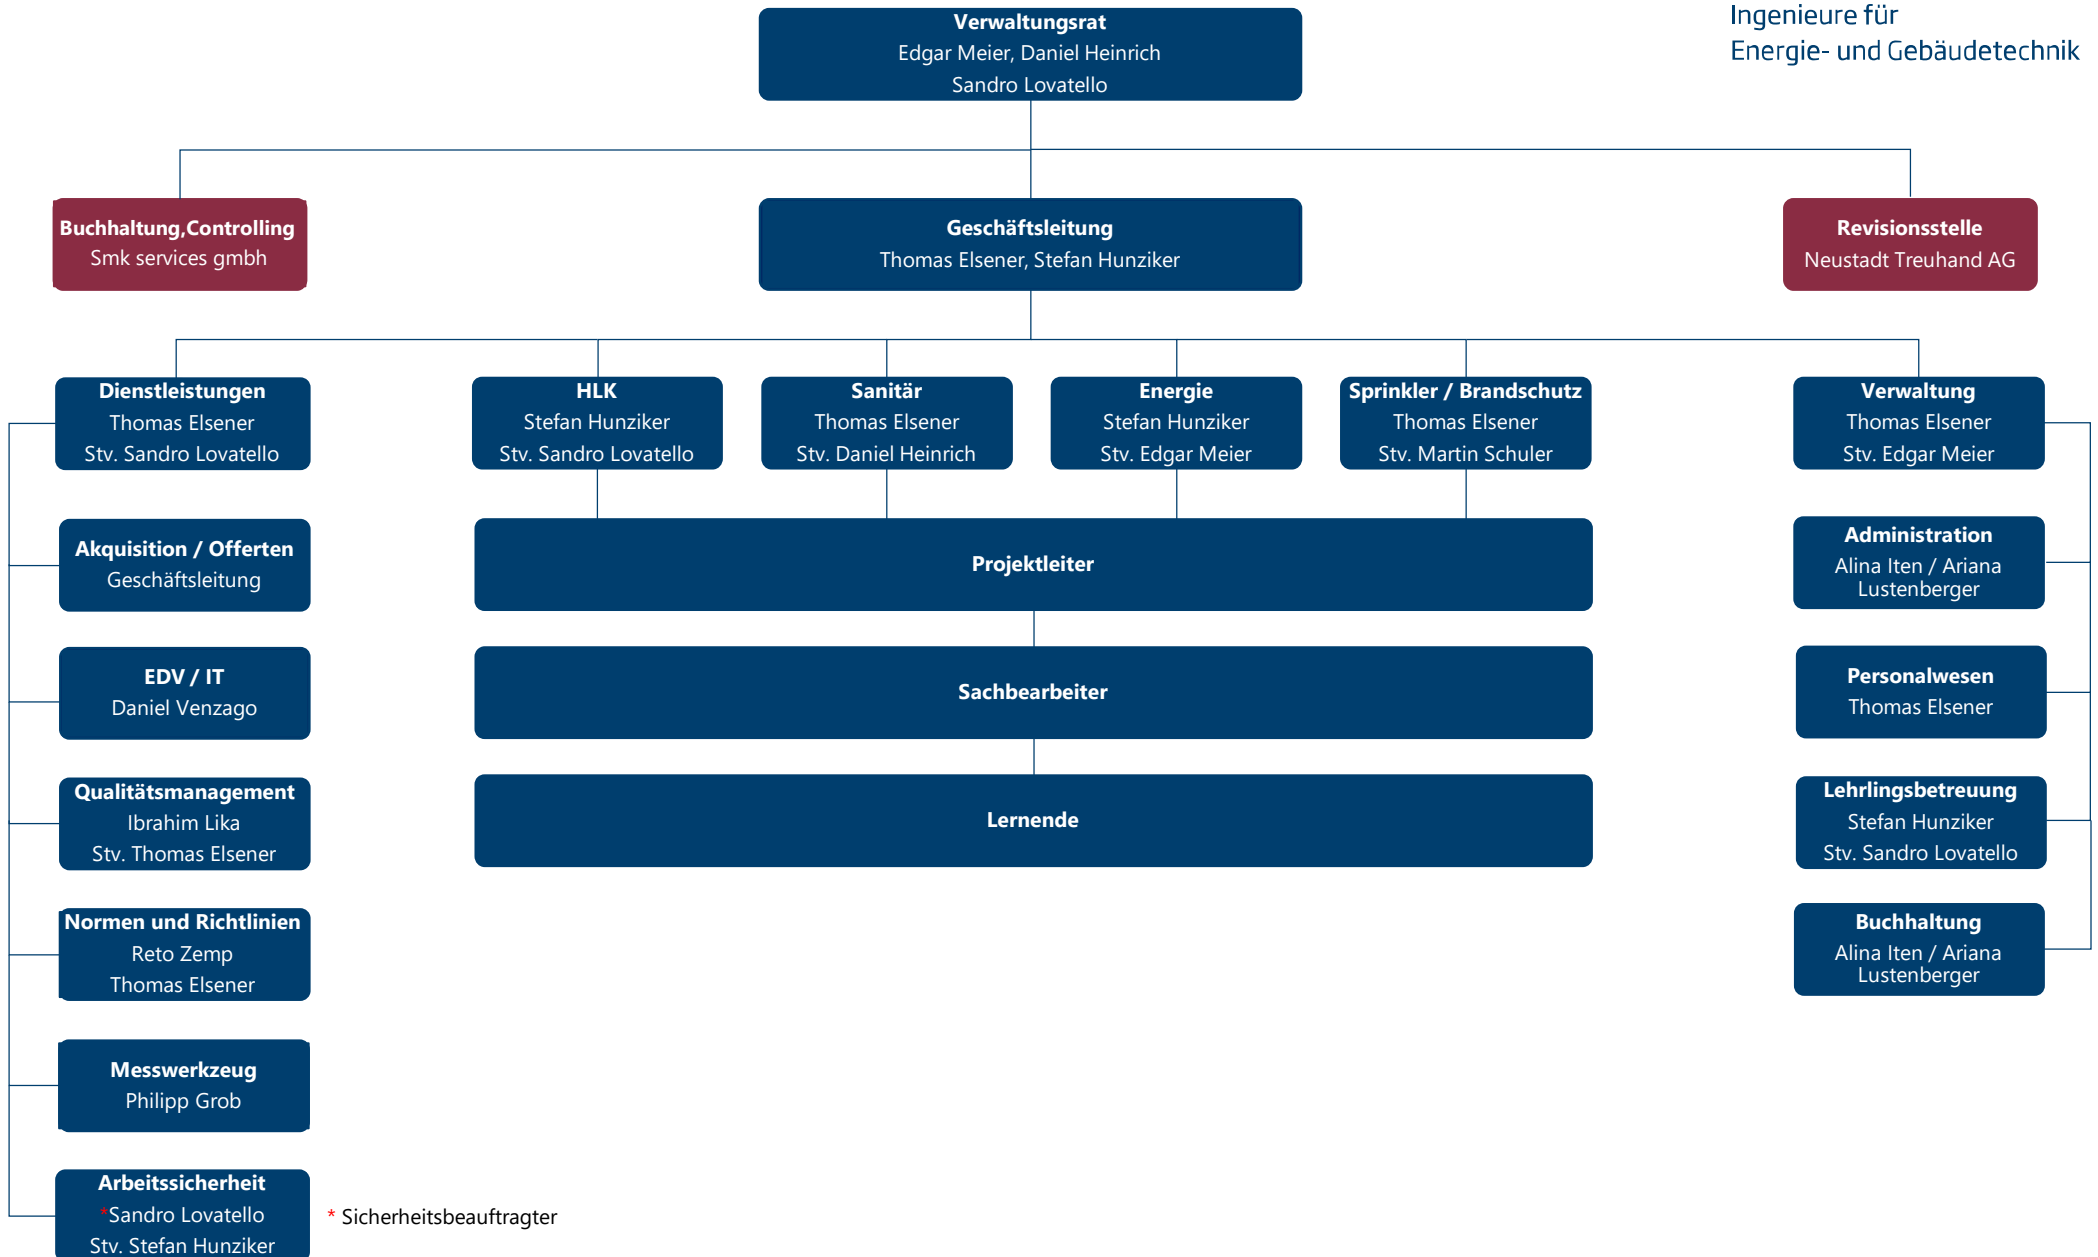 Ingenieure für
Energie- und Gebäudetechnik
Verwaltungsrat
Edgar Meier, Daniel Heinrich
Sandro Lovatello
Buchhaltung,Controlling
Smk services gmbh
Geschäftsleitung
Thomas Elsener, Stefan Hunziker
Revisionsstelle
Neustadt Treuhand AG
Dienstleistungen
Thomas Elsener
Stv. Sandro Lovatello
HLK
Stefan Hunziker
Stv. Sandro Lovatello
Sanitär
Thomas Elsener
Stv. Daniel Heinrich
Energie
Stefan Hunziker
Stv. Edgar Meier
Sprinkler / Brandschutz
Thomas Elsener
Stv. Martin Schuler
Verwaltung
Thomas Elsener
Stv. Edgar Meier
Akquisition / Offerten
Geschäftsleitung
EDV / IT
Daniel Venzago
Qualitätsmanagement
Ibrahim Lika
Stv. Thomas Elsener
Normen und Richtlinien
Reto Zemp
Thomas Elsener
Messwerkzeug
Philipp Grob
Arbeitssicherheit
*Sandro Lovatello
Stv. Stefan Hunziker
* Sicherheitsbeauftragter
Projektleiter
Sachbearbeiter
Lernende
Administration
Alina Iten / Ariana
Lustenberger
Personalwesen
Thomas Elsener
Lehrlingsbetreuung
Stefan Hunziker
Stv. Sandro Lovatello
Buchhaltung
Alina Iten / Ariana
Lustenberger